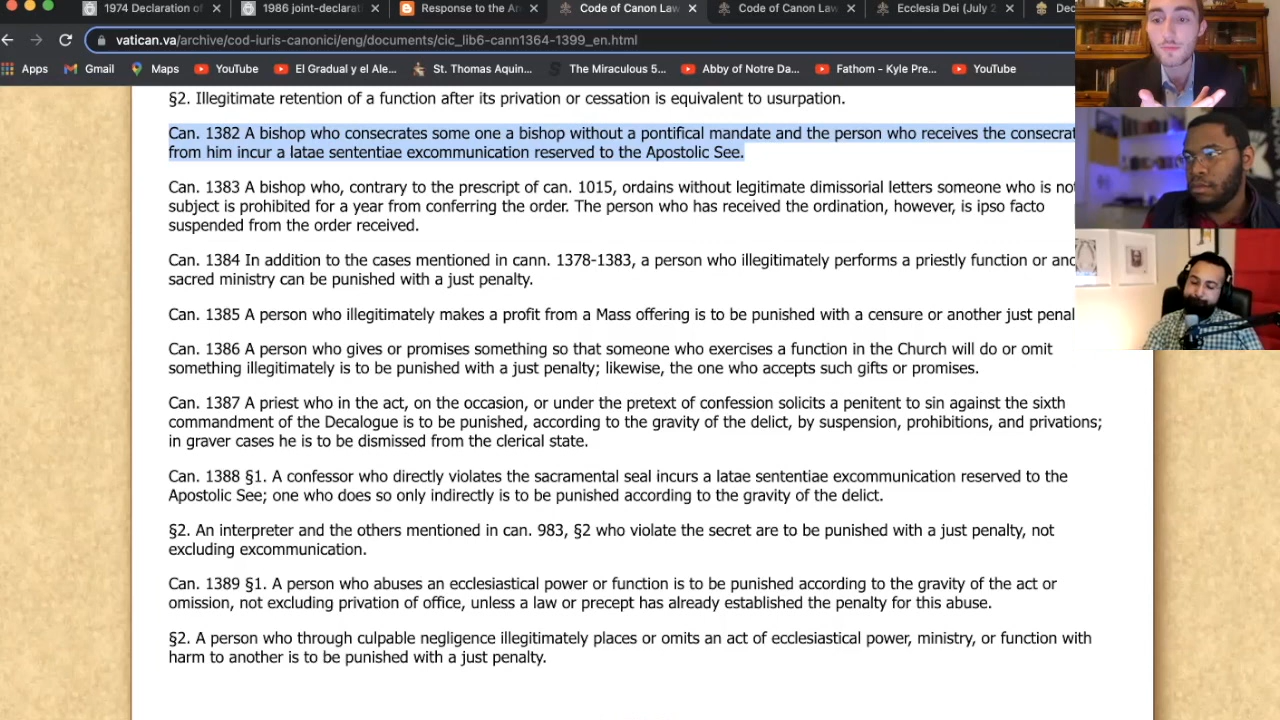 1974 Declaration of
1986 joint-declarati
Response to the Ar
Code of Canon Law
Code of Canon Law
Ecclesia Dei (July 2
Dec
vatican.va/archive/cod-iuris-canonici/eng/documents/cic_lib6-cann1364-1399_en.html
Apps
Gmail
Maps
YouTube
El Gradual y el Ale...
St. Thomas Aquin...
The Miraculous 5...
Abby of Notre Da...
Fathom - Kyle Pre...
YouTube
§2. Illegitimate retention of a function after its privation or cessation is equivalent to usurpation.
Can. 1382 A bishop who consecrates some one a bishop without a pontifical mandate and the person who receives the consecrat
from him incur a latae sententiae excommunication reserved to the Apostolic See.
Can. 1383 A bishop who, contrary to the prescript of can. 1015, ordains without legitimate dimissorial letters someone who is not
subject is prohibited for a year from conferring the order. The person who has received the ordination, however, is ipso facto
suspended from the order received.
Can. 1384 In addition to the cases mentioned in cann. 1378-1383, a person who illegitimately performs a priestly function or ano
sacred ministry can be punished with a just penalty.
Can. 1385 A person who illegitimately makes a profit from a Mass offering is to be punished with a censure or another just penal
Can. 1386 A person who gives or promises something so that someone who exercises a function in the Church will do or omit
something illegitimately is to be punished with a just penalty; likewise, the one who accepts such gifts or promises.
Can. 1387 A priest who in the act, on the occasion, or under the pretext of confession solicits a penitent to sin against the sixth
commandment of the Decalogue is to be punished, according to the gravity of the delict, by suspension, prohibitions, and privations;
in graver cases he is to be dismissed from the clerical state.
Can. 1388 §1. A confessor who directly violates the sacramental seal incurs a latae sententiae excommunication reserved to the
Apostolic See; one who does so only indirectly is to be punished according to the gravity of the delict.
§2. An interpreter and the others mentioned in can. 983, §2 who violate the secret are to be punished with a just penalty, not
excluding excommunication.
Can. 1389 §1. A person who abuses an ecclesiastical power or function is to be punished according to the gravity of the act or
omission, not excluding privation of office, unless a law or precept has already established the penalty for this abuse.
§2. A person who through culpable negligence illegitimately places or omits an act of ecclesiastical power, ministry, or function with
harm to another is to be punished with a just penalty.